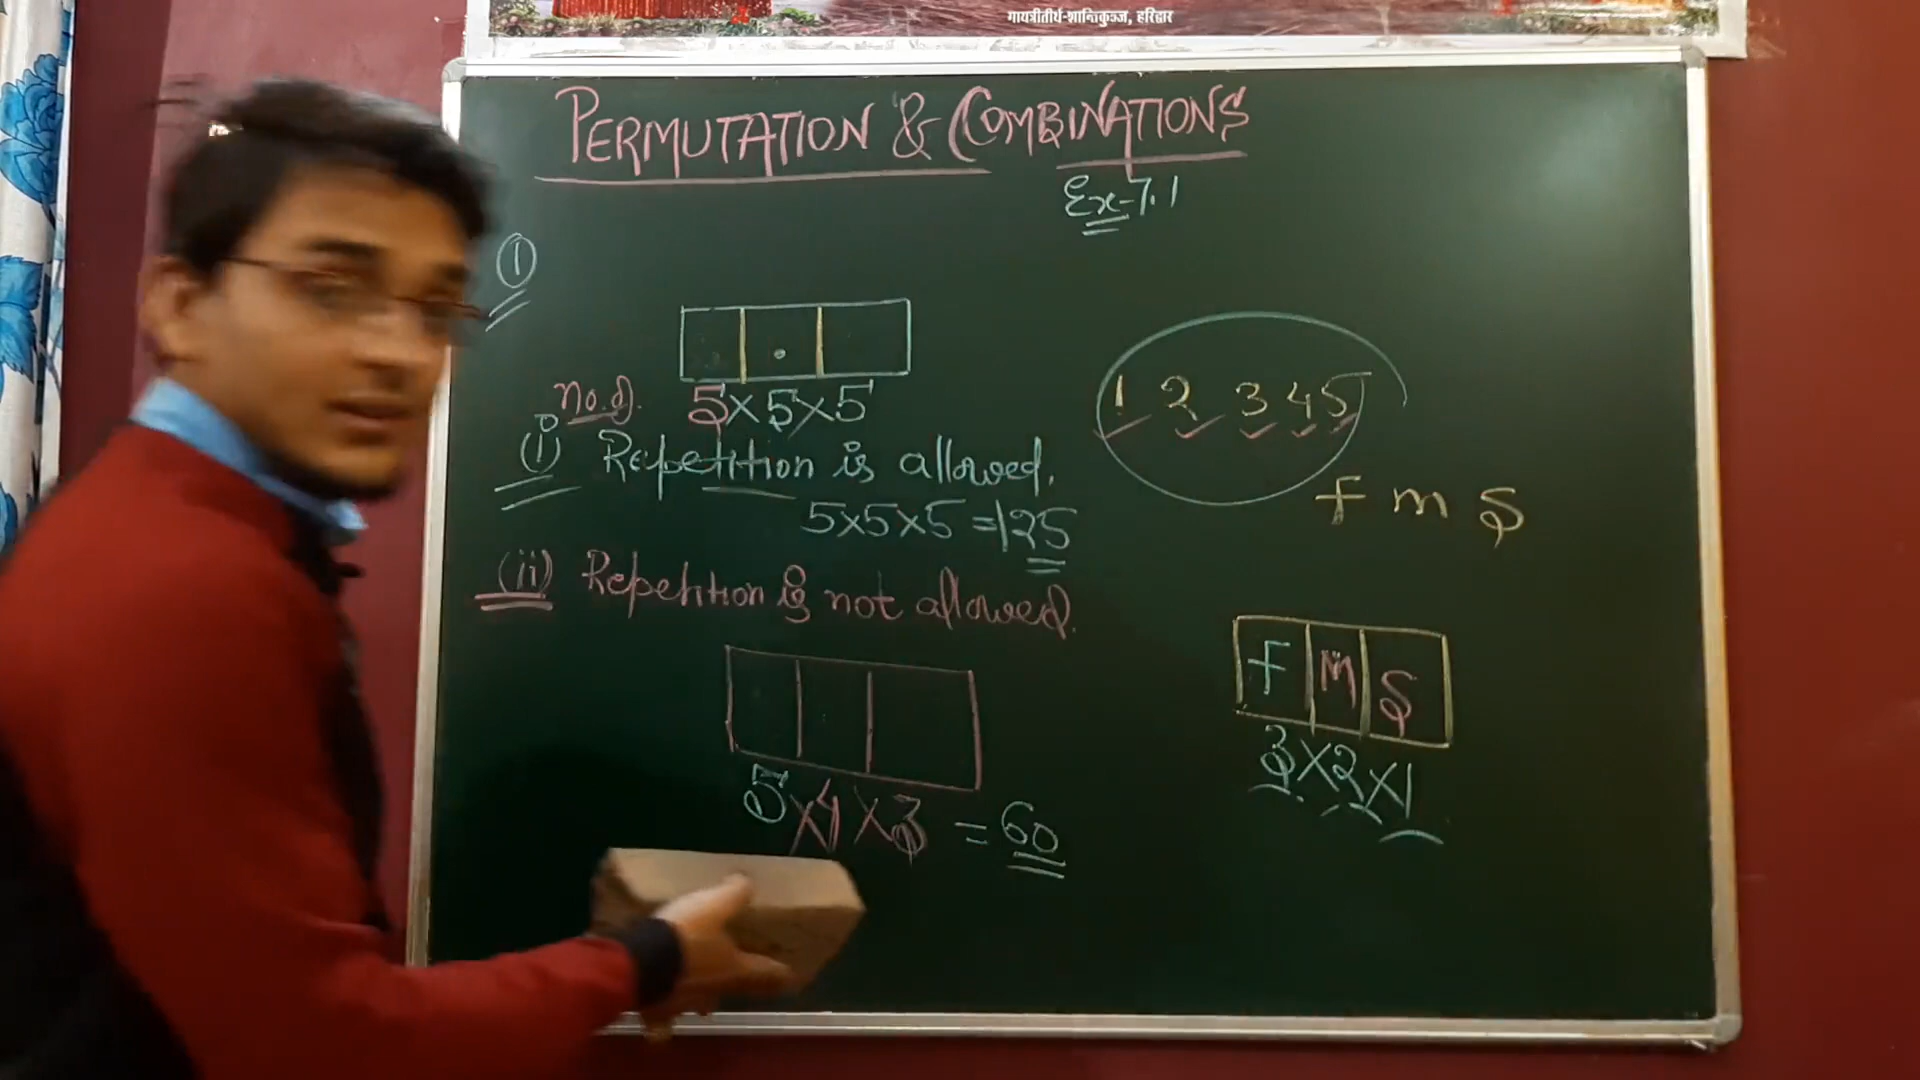 गायत्रीतीर्थ-शान्तिकुञ्ज, हरिद्वार
PERMUTATION & COMBINATIONS
Ex-7.1
1
no. of. 5×5×5
1 2 3 4 5
(i) Repetition is allowed.
F M S
5×5×5 =125
(ii) Repetition is not allowed.
F M S
3×2×1
5×4×3 = 60